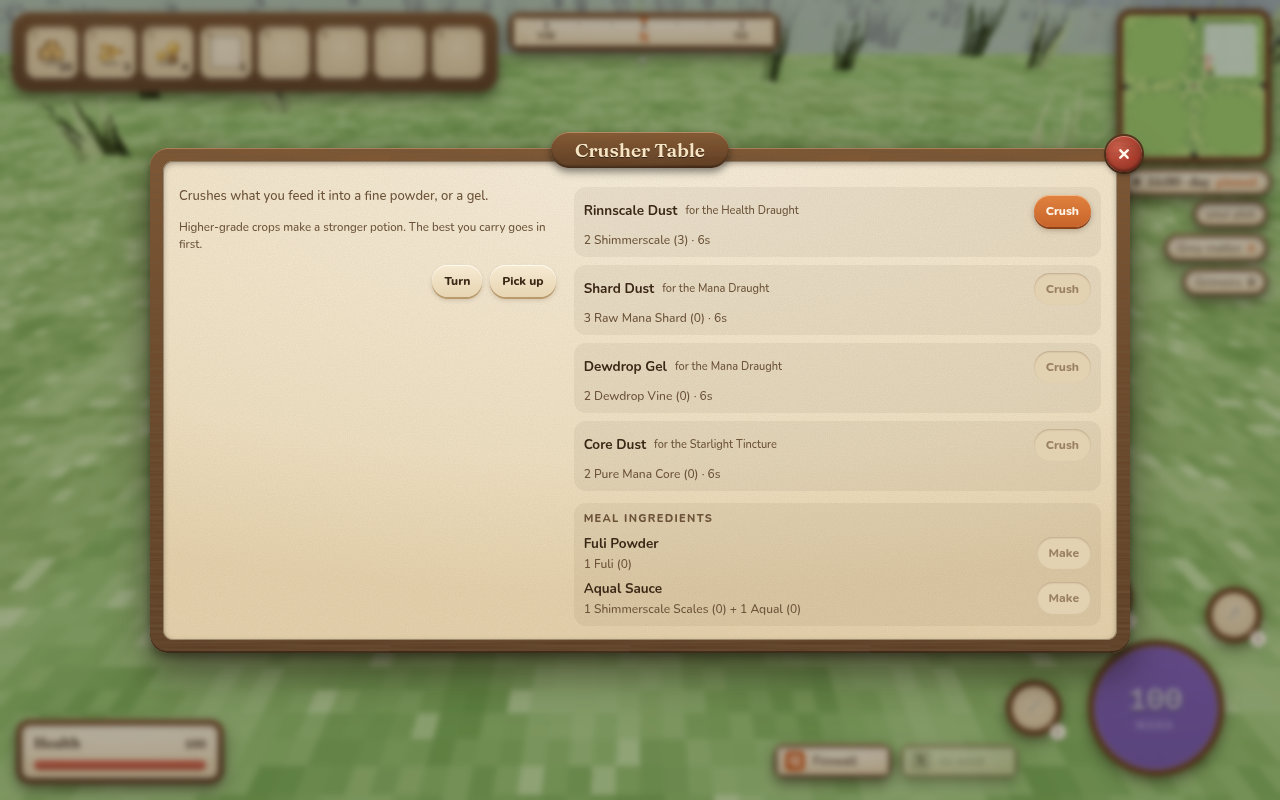 Crusher Table
Crushes what you feed it into a fine powder, or a gel.
Higher-grade crops make a stronger potion. The best you carry goes in
first.
Turn
Pick up
Rinnscale Dust for the Health Draught
Crush
2 Shimmerscale (3) · 6s
Shard Dust for the Mana Draught
Crush
3 Raw Mana Shard (0) · 6s
Dewdrop Gel for the Mana Draught
Crush
2 Dewdrop Vine (0) · 6s
Core Dust for the Starlight Tincture
Crush
2 Pure Mana Core (0) · 6s
MEAL INGREDIENTS
Fuli Powder
Make
1 Fuli (0)
Aqual Sauce
Make
1 Shimmerscale Scales (0) + 1 Aqual (0)
Health 100
100
MANA
Firewall